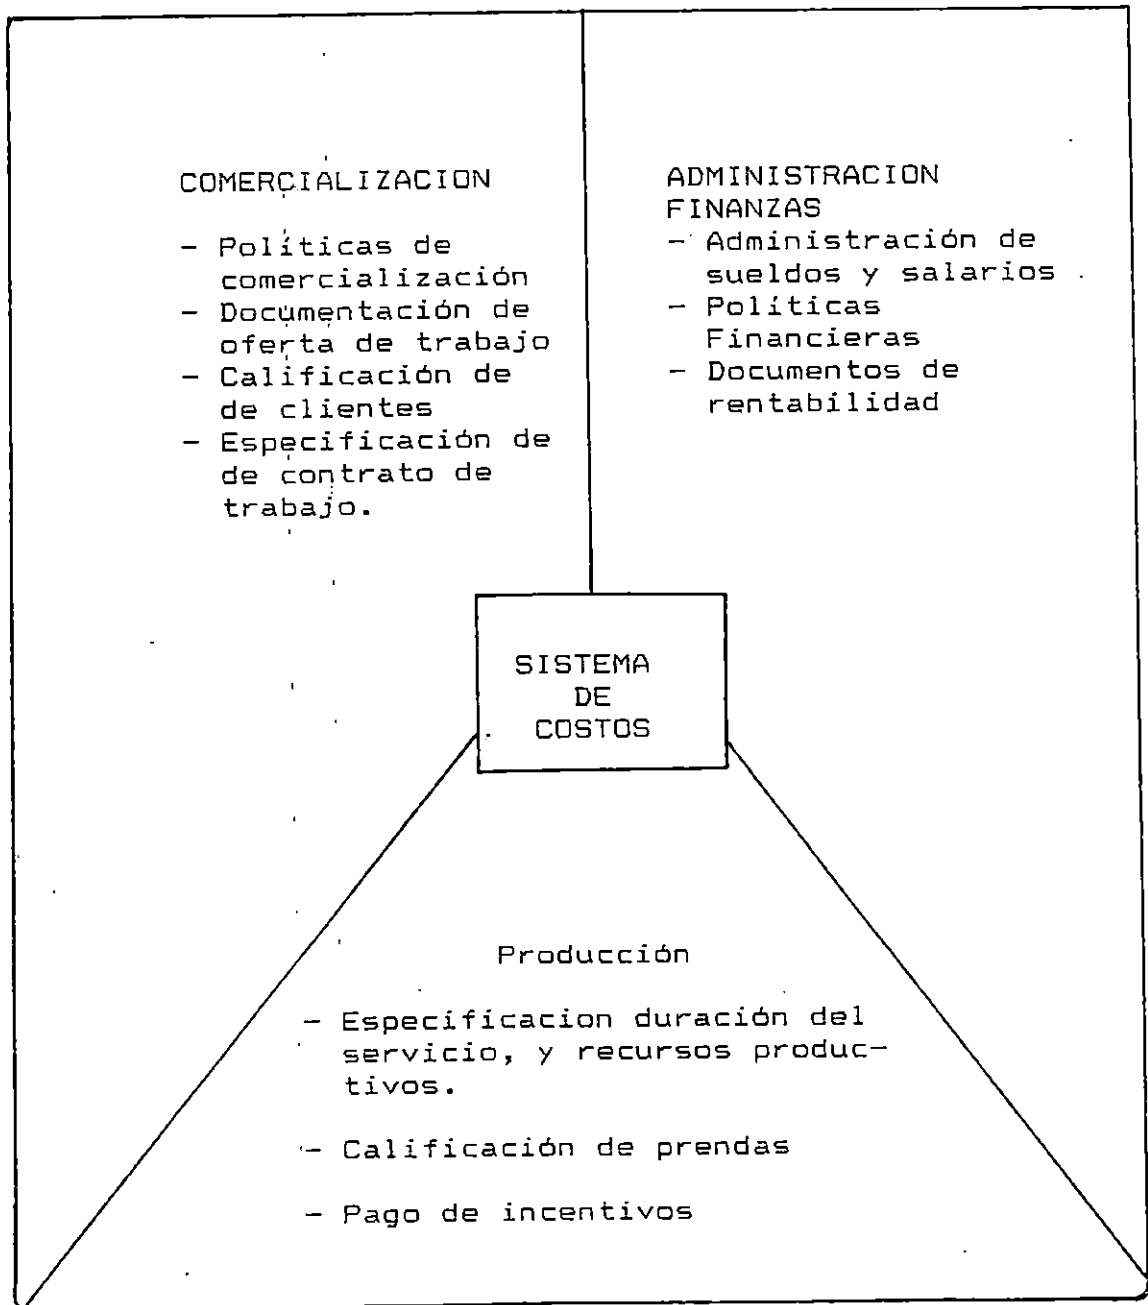 COMERCIALIZACION
- Políticas de
comercialización
- Documentación de
oferta de trabajo
- Calificación de
de clientes
- Especificación de
de contrato de
trabajo.
ADMINISTRACION
FINANZAS
- Administración de
sueldos y salarios
- Políticas
Financieras
- Documentos de
rentabilidad
SISTEMA
DE
COSTOS
Producción
- Especificacion duración del
servicio, y recursos produc-
tivos.
- Calificación de prendas
- Pago de incentivos